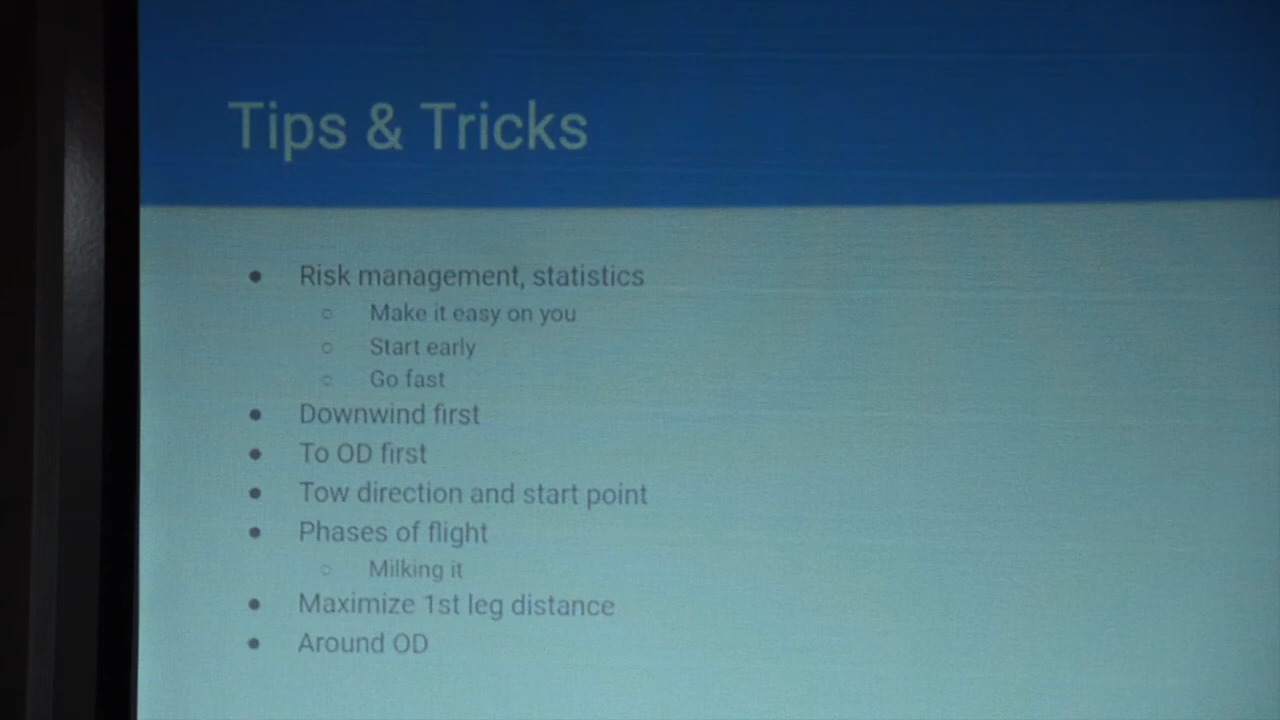 Tips & Tricks
● Risk management, statistics
○ Make it easy on you
○ Start early
○ Go fast
● Downwind first
● To OD first
● Tow direction and start point
● Phases of flight
○ Milking it
● Maximize 1st leg distance
● Around OD